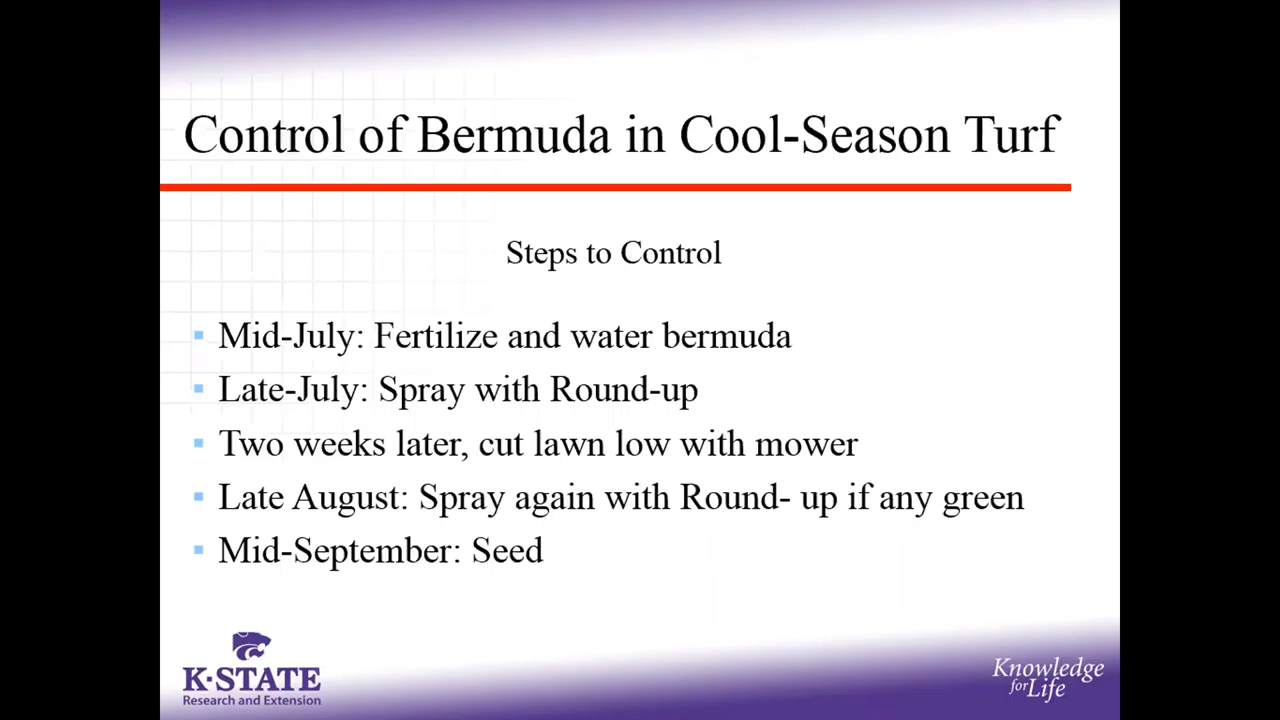 Control of Bermuda in Cool-Season Turf
Steps to Control
Mid-July: Fertilize and water bermuda
Late-July: Spray with Round-up
Two weeks later, cut lawn low with mower
Late August: Spray again with Round- up if any green
Mid-September: Seed
K-STATE
Research and Extension
Knowledge
for Life